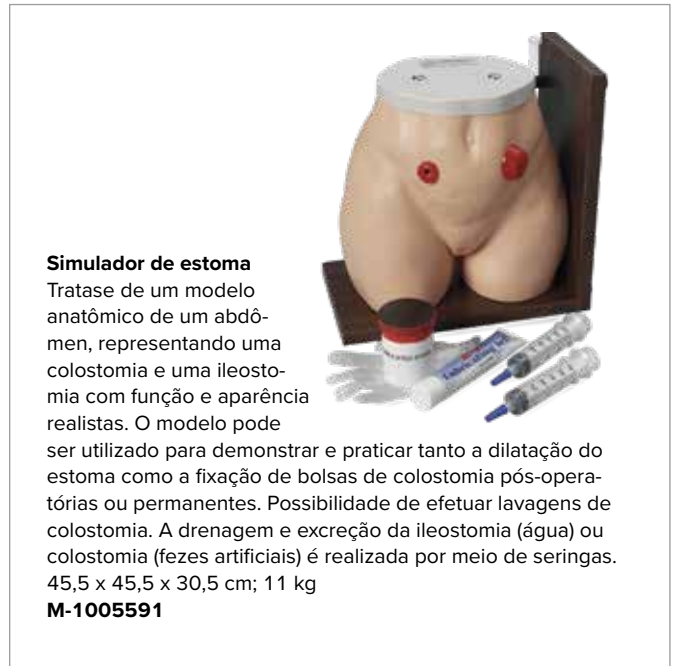 Simulador de estoma
Tratase de um modelo
anatômico de um abdô-
men, representando uma
colostomia e uma ileosto-
mia com função e aparência
realistas. O modelo pode
ser utilizado para demonstrar e praticar tanto a dilatação do
estoma como a fixação de bolsas de colostomia pós-opera-
tórias ou permanentes. Possibilidade de efetuar lavagens de
colostomia. A drenagem e excreção da ileostomia (água) ou
colostomia (fezes artificiais) é realizada por meio de seringas.
45,5 x 45,5 x 30,5 cm; 11 kg
M-1005591